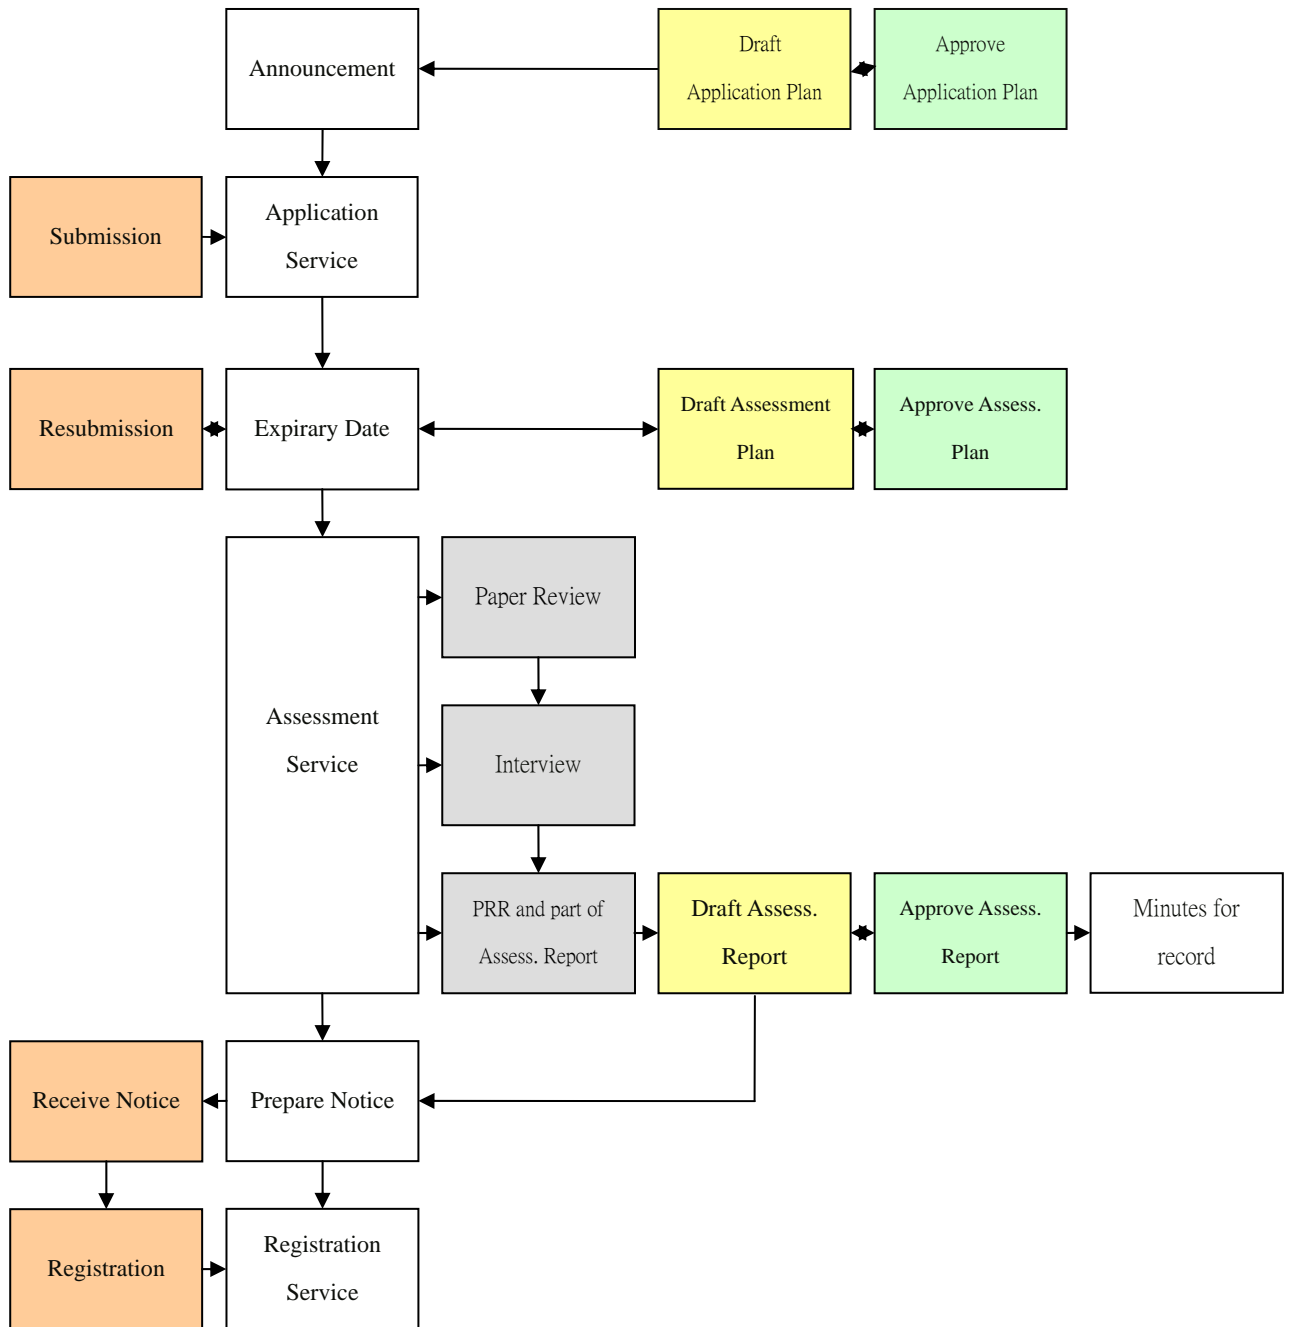 Announcement
Draft
Application Plan
Approve
Application Plan
Submission
Application
Service
Resubmission
Expirary Date
Draft Assessment
Plan
Approve Assess.
Plan
Assessment
Service
Paper Review
Interview
PRR and part of
Assess. Report
Draft Assess.
Report
Approve Assess.
Report
Minutes for
record
Receive Notice
Prepare Notice
Registration
Registration
Service